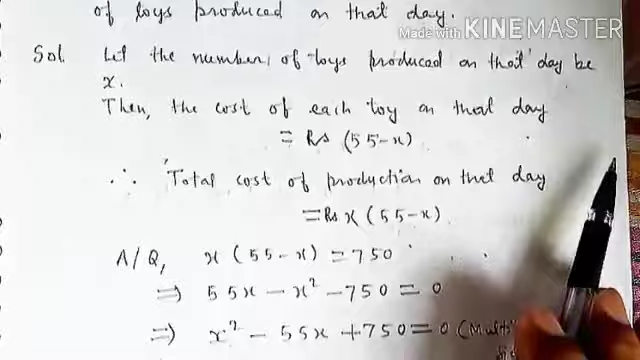 of toys produced on that day.
Made with KINEMASTER
Sol. Let the number of toys produced on that day be
x.
Then, the cost of each toy on that day
= Rs (55-x)
∴ Total cost of production on that day
= Rs x(55-x)
A/Q, x(55-x) = 750
⇒ 55x - x² - 750 = 0
⇒ x² - 55x + 750 = 0